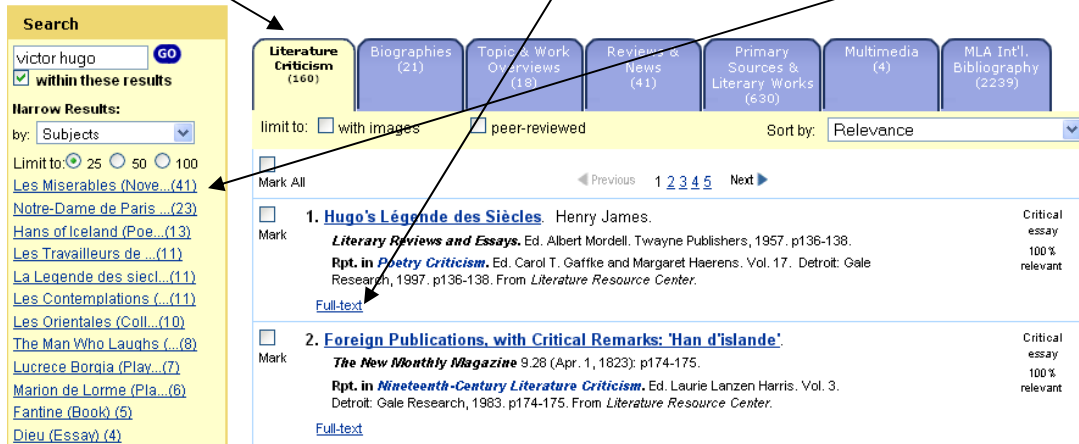 Search
victor hugo GO
within these results
Narrow Results:
by: Subjects
Limit to: 25 50 100
Les Miserables (Nove...(41)
Notre-Dame de Paris ...(23)
Hans of Iceland (Poe...(13)
Les Travailleurs de ...(11)
La Legende des siecl...(11)
Les Contemplations (...(11)
Les Orientales (Coll...(10)
The Man Who Laughs (...(8)
Lucrece Borgia (Play...(7)
Marion de Lorme (Pla...(6)
Fantine (Book) (5)
Dieu (Essay) (4)
Literature
Criticism
(160)
Biographies
(21)
Topic & Work
Overviews
(18)
Reviews &
News
(41)
Primary
Sources &
Literary Works
(630)
Multimedia
(4)
MLA Int'l.
Bibliography
(2239)
limit to: with images peer-reviewed Sort by: Relevance
Mark All Previous 1 2 3 4 5 Next
Mark
1. Hugo's Légende des Siècles. Henry James.
Literary Reviews and Essays. Ed. Albert Mordell. Twayne Publishers, 1957. p136-138.
Rpt. in Poetry Criticism. Ed. Carol T. Gaffke and Margaret Haerens. Vol. 17. Detroit: Gale
Research, 1997. p136-138. From Literature Resource Center.
Full-text
Critical
essay
100%
relevant
Mark
2. Foreign Publications, with Critical Remarks: 'Han d'islande'.
The New Monthly Magazine 9.28 (Apr. 1, 1823): p174-175.
Rpt. in Nineteenth-Century Literature Criticism. Ed. Laurie Lanzen Harris. Vol. 3.
Detroit: Gale Research, 1983. p174-175. From Literature Resource Center.
Full-text
Critical
essay
100%
relevant